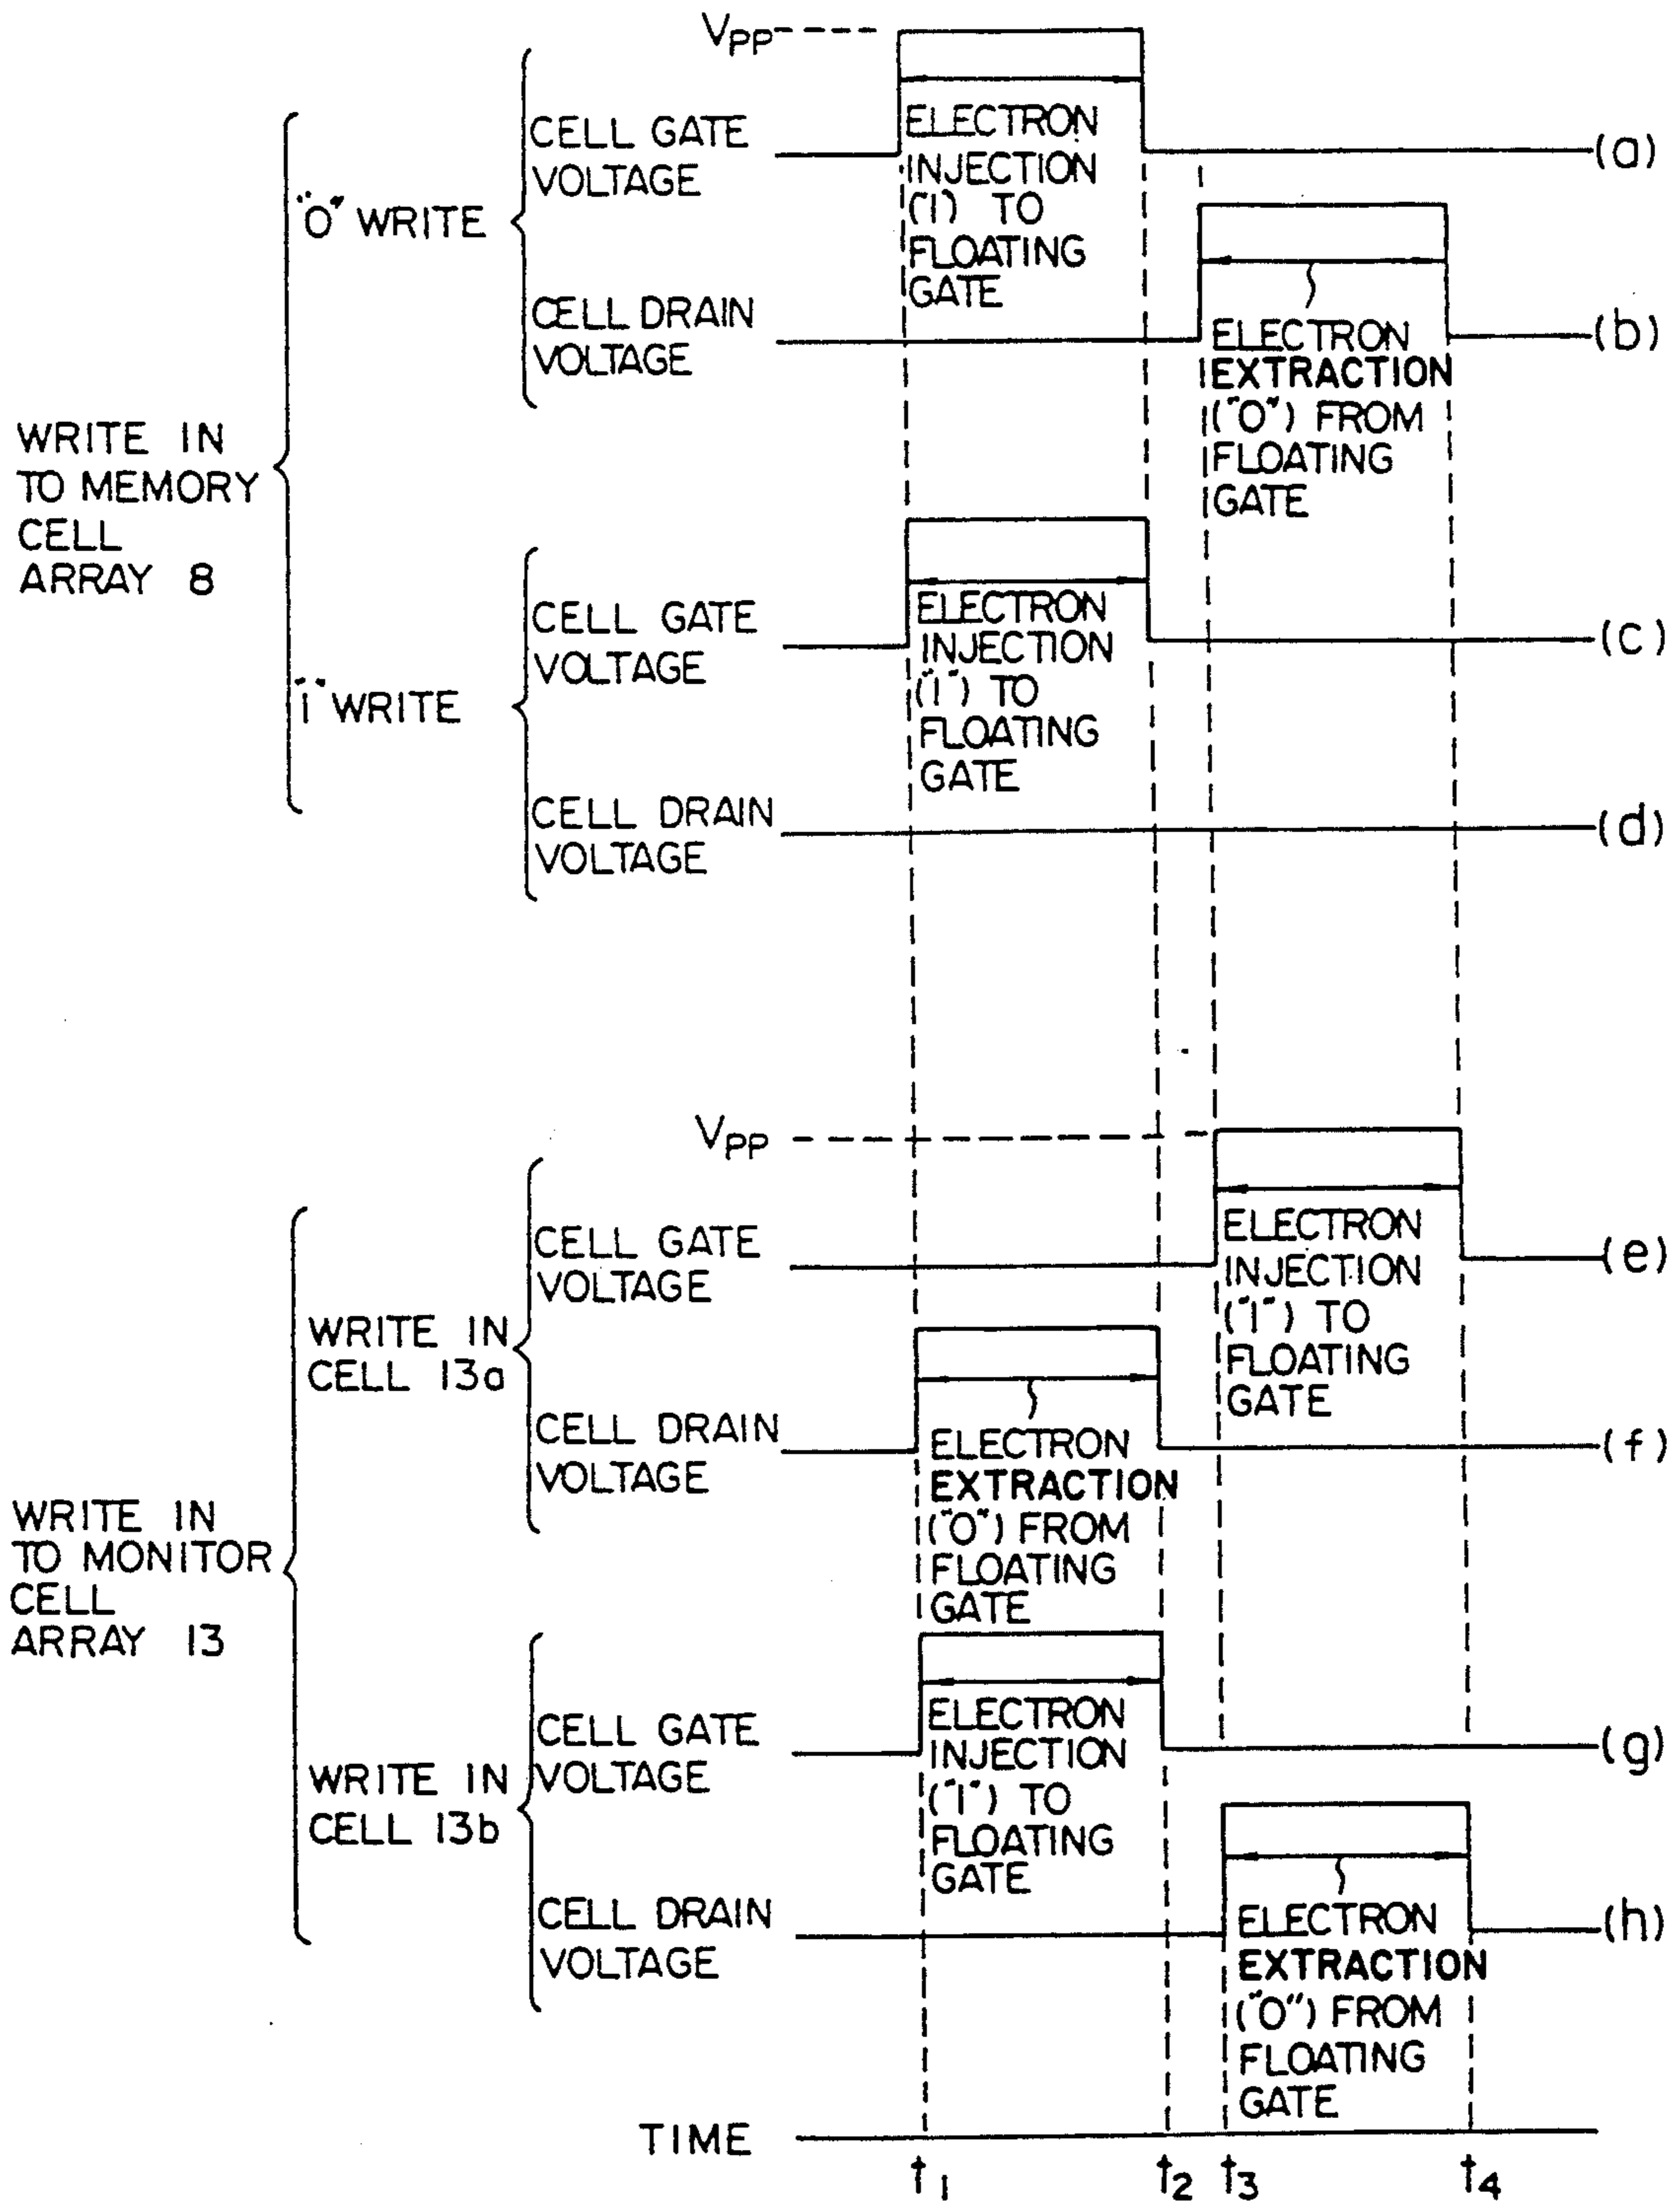 VPP
CELL GATE
VOLTAGE
ELECTRON
INJECTION
("1") TO
FLOATING
GATE
(a)
"0" WRITE
CELL DRAIN
VOLTAGE
ELECTRON
EXTRACTION
("0") FROM
FLOATING
GATE
(b)
WRITE IN
TO MEMORY
CELL
ARRAY 8
CELL GATE
VOLTAGE
ELECTRON
INJECTION
("1") TO
FLOATING
GATE
(c)
"1" WRITE
CELL DRAIN
VOLTAGE
(d)
VPP
CELL GATE
VOLTAGE
ELECTRON
INJECTION
("1") TO
FLOATING
GATE
(e)
WRITE IN
CELL 13a
CELL DRAIN
VOLTAGE
ELECTRON
EXTRACTION
("0") FROM
FLOATING
GATE
(f)
WRITE IN
TO MONITOR
CELL
ARRAY 13
CELL GATE
VOLTAGE
ELECTRON
INJECTION
("1") TO
FLOATING
GATE
(g)
WRITE IN
CELL 13b
CELL DRAIN
VOLTAGE
ELECTRON
EXTRACTION
("0") FROM
FLOATING
GATE
(h)
TIME
t1 t2 t3 t4